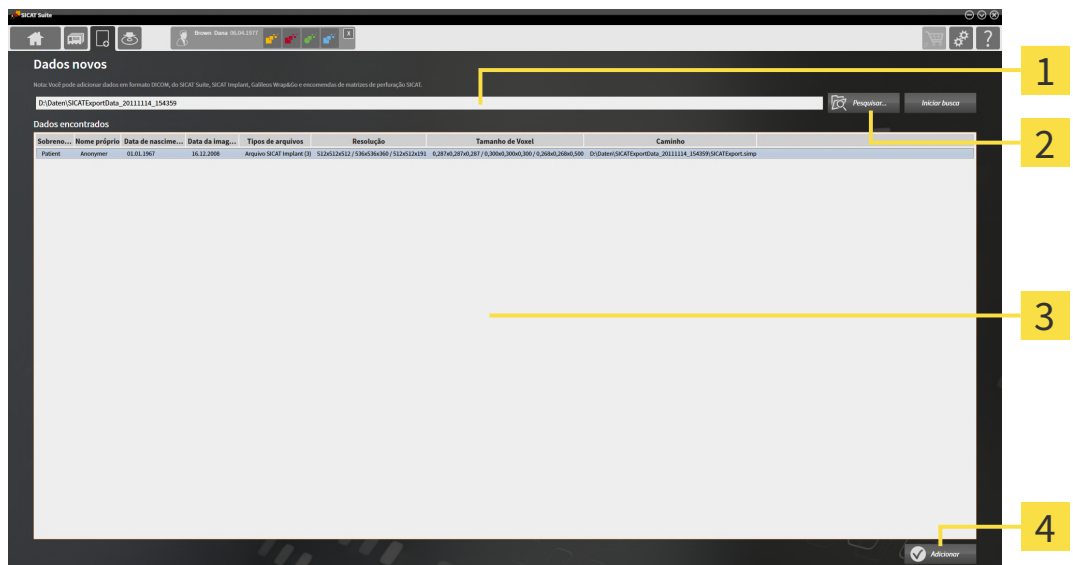 SICAT Suite
Brown Dana 06.04.1977
X
?
Dados novos
Nota: Você pode adicionar dados em formato DICOM, do SICAT Suite, SICAT Implant, Galileos Wrap&Go e encomendas de matrizes de perfuração SICAT.
D:\Daten\SICATExportData_20111114_154359
Pesquisar...
Iniciar busca
Dados encontrados
Sobreno... Nome próprio Data de nascime... Data da imag... Tipos de arquivos Resolução Tamanho de Voxel Caminho
Patient Anonymer 01.01.1967 16.12.2008 Arquivo SICAT Implant (3) 512x512x512 / 536x536x360 / 512x512x191 0,287x0,287x0,287 / 0,300x0,300x0,300 / 0,268x0,268x0,500 D:\Daten\SICATExportData_20111114_154359\SICATExport.simp
Adicionar
1
2
3
4